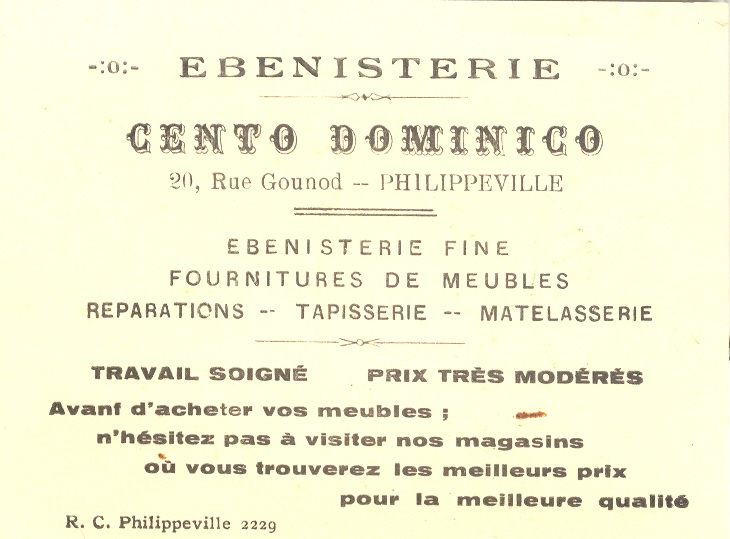 -:o:- EBENISTERIE -:o:-
CENTO DOMINICO
20, Rue Gounod -- PHILIPPEVILLE
EBENISTERIE FINE
FOURNITURES DE MEUBLES
REPARATIONS -- TAPISSERIE -- MATELASSERIE
TRAVAIL SOIGNÉ PRIX TRÈS MODÉRÉS
Avant d'acheter vos meubles ;
n'hésitez pas à visiter nos magasins
où vous trouverez les meilleurs prix
pour la meilleure qualité
R. C. Philippeville 2229